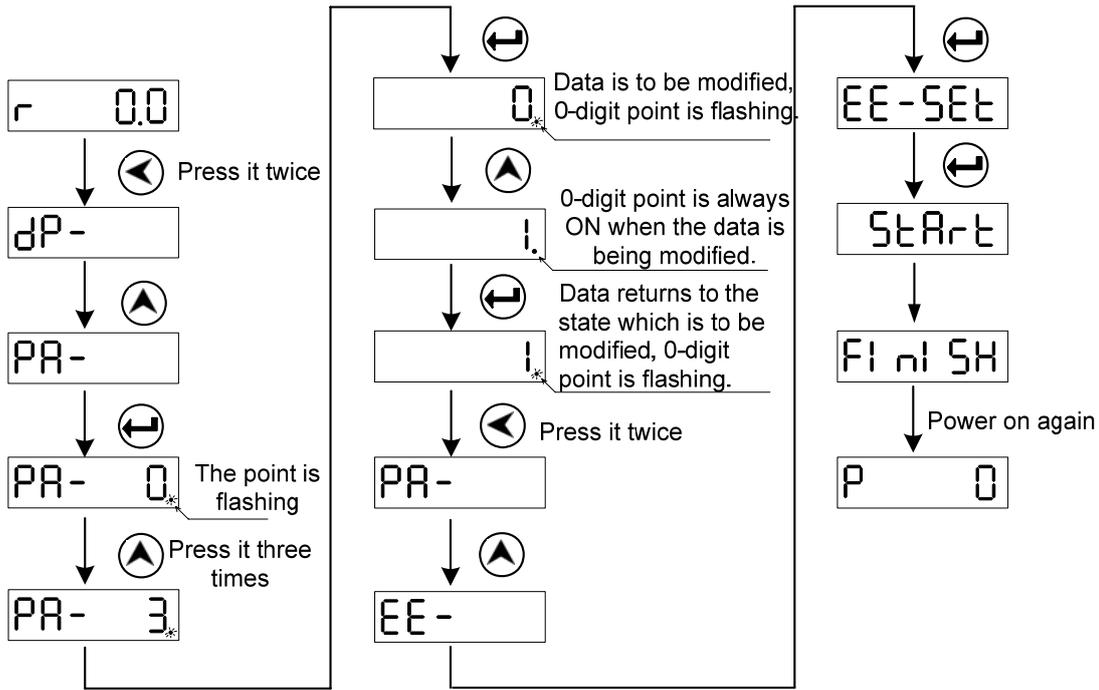 r 0.0
Press it twice
dP-
PA-
PA- 0.
The point is
flashing
Press it three
times
PA- 3.
0.
Data is to be modified,
0-digit point is flashing.
1.
0-digit point is always
ON when the data is
being modified.
1.
Data returns to the
state which is to be
modified, 0-digit
point is flashing.
Press it twice
PA-
EE-
EE-SEt
StArt
FI nI SH
Power on again
P 0